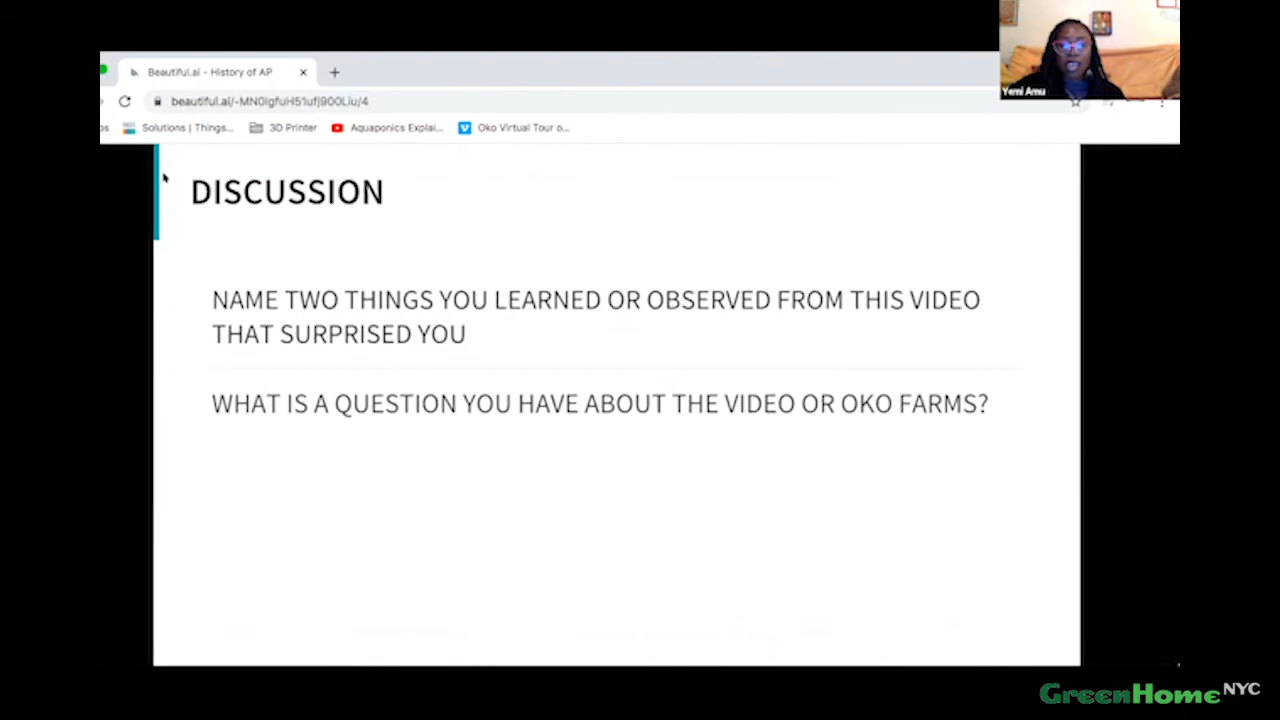 Yemi Amu
Beautiful.ai - History of AP
beautiful.ai/-MN0IgfuH51ufj900Liu/4
os Solutions | Things... 3D Printer Aquaponics Explai... Oko Virtual Tour o...
DISCUSSION
NAME TWO THINGS YOU LEARNED OR OBSERVED FROM THIS VIDEO
THAT SURPRISED YOU
WHAT IS A QUESTION YOU HAVE ABOUT THE VIDEO OR OKO FARMS?
GreenHomeNYC